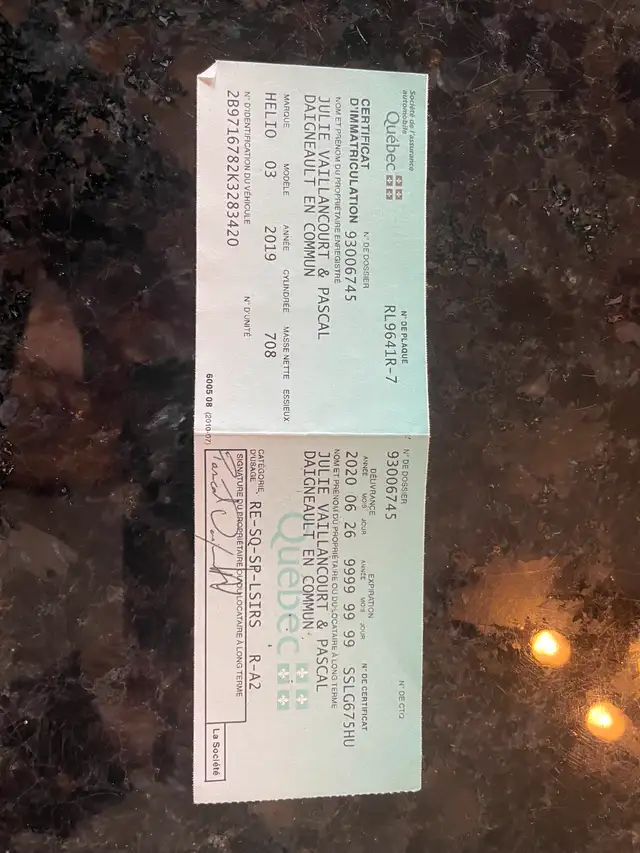 Société de l'assurance
automobile
Québec
N° DE PLAQUE
RL9641R-7
CERTIFICAT
D'IMMATRICULATION
N° DE DOSSIER
93006745
NOM ET PRÉNOM DU PROPRIÉTAIRE ENREGISTRÉ
JULIE VAILLANCOURT & PASCAL
DAIGNEAULT EN COMMUN
MARQUE MODÈLE ANNÉE CYLINDRÉE MASSE NETTE ESSIEUX
HELIO 03 2019 708
N° D'IDENTIFICATION DU VÉHICULE N° D'UNITÉ
2B9716782K3283420
6005 08 (2010-07)
N° DE DOSSIER N° DE CTQ
93006745
DÉLIVRANCE EXPIRATION
ANNÉE MOIS JOUR ANNÉE MOIS JOUR N° DE CERTIFICAT
2020 06 26 9999 99 99 SSLG675HU
NOM ET PRÉNOM DU PROPRIÉTAIRE OU DU LOCATAIRE À LONG TERME
JULIE VAILLANCOURT & PASCAL
DAIGNEAULT EN COMMUN
Québec
CATÉGORIE
D'USAGE RE-SQ-SP-LSIRS R-A2
SIGNATURE DU PROPRIÉTAIRE OU DU LOCATAIRE À LONG TERME
La Société